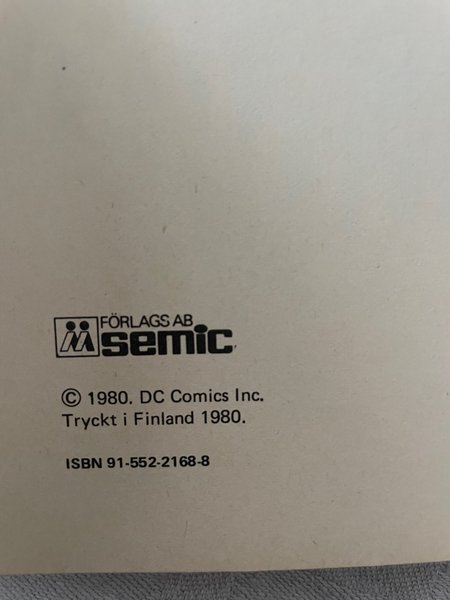 FÖRLAGS AB
semic
© 1980. DC Comics Inc.
Tryckt i Finland 1980.
ISBN 91-552-2168-8